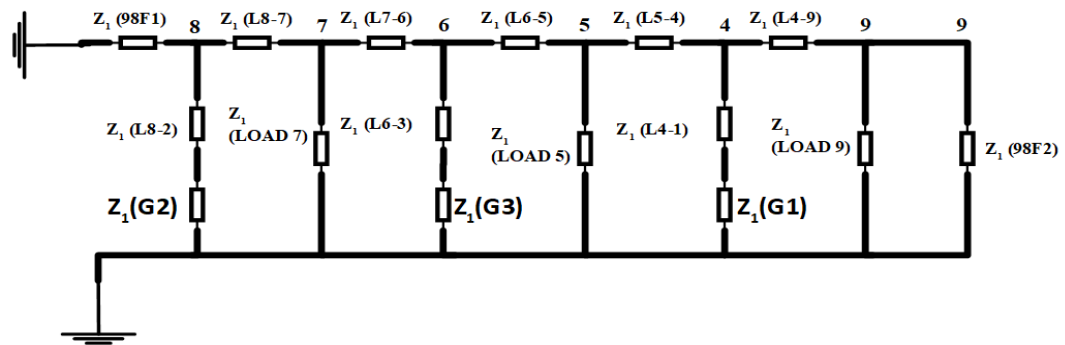 Z1 (98F1)
8
Z1 (L8-7)
7
Z1 (L7-6)
6
Z1 (L6-5)
5
Z1 (L5-4)
4
Z1 (L4-9)
9
9
Z1 (L8-2)
Z1
(LOAD 7)
Z1 (L6-3)
Z1
(LOAD 5)
Z1 (L4-1)
Z1
(LOAD 9)
Z1 (98F2)
Z1(G2)
Z1(G3)
Z1(G1)